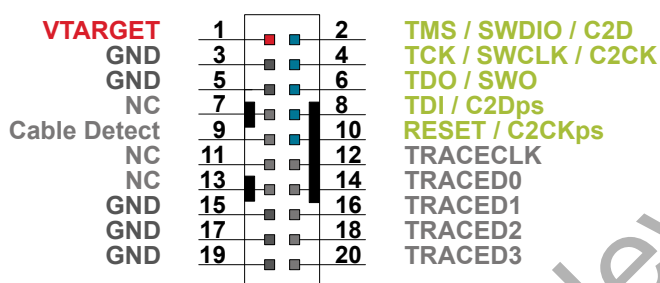 VTARGET 1 2 TMS / SWDIO / C2D
GND 3 4 TCK / SWCLK / C2CK
GND 5 6 TDO / SWO
NC 7 8 TDI / C2Dps
Cable Detect 9 10 RESET / C2CKps
NC 11 12 TRACECLK
NC 13 14 TRACED0
GND 15 16 TRACED1
GND 17 18 TRACED2
GND 19 20 TRACED3